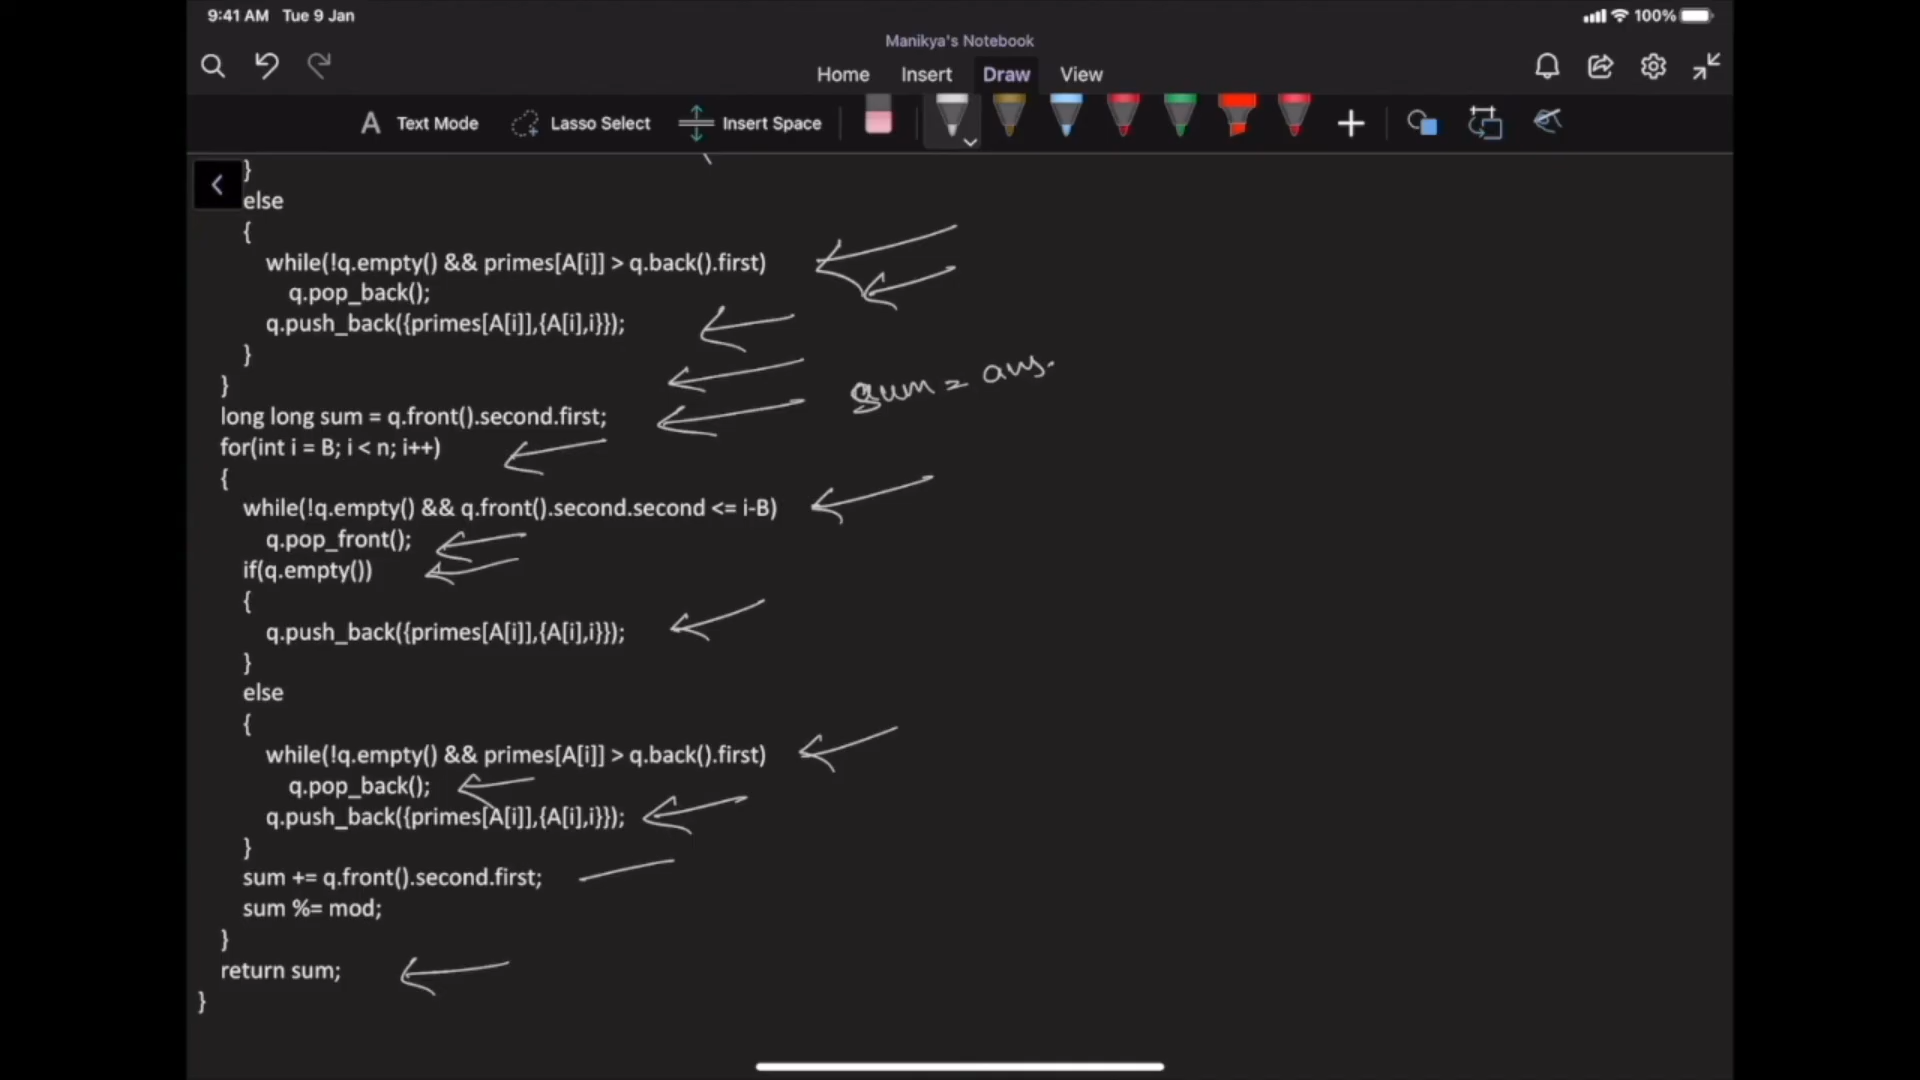 9:41 AM Tue 9 Jan
100%
Manikya's Notebook
Home Insert Draw View
A Text Mode Lasso Select Insert Space
}
else
{
while(!q.empty() && primes[A[i]] > q.back().first)
q.pop_back();
q.push_back({primes[A[i]],{A[i],i}});
}
}
sum = ans.
long long sum = q.front().second.first;
for(int i = B; i < n; i++)
{
while(!q.empty() && q.front().second.second <= i-B)
q.pop_front();
if(q.empty())
{
q.push_back({primes[A[i]],{A[i],i}});
}
else
{
while(!q.empty() && primes[A[i]] > q.back().first)
q.pop_back();
q.push_back({primes[A[i]],{A[i],i}});
}
sum += q.front().second.first;
sum %= mod;
}
return sum;
}